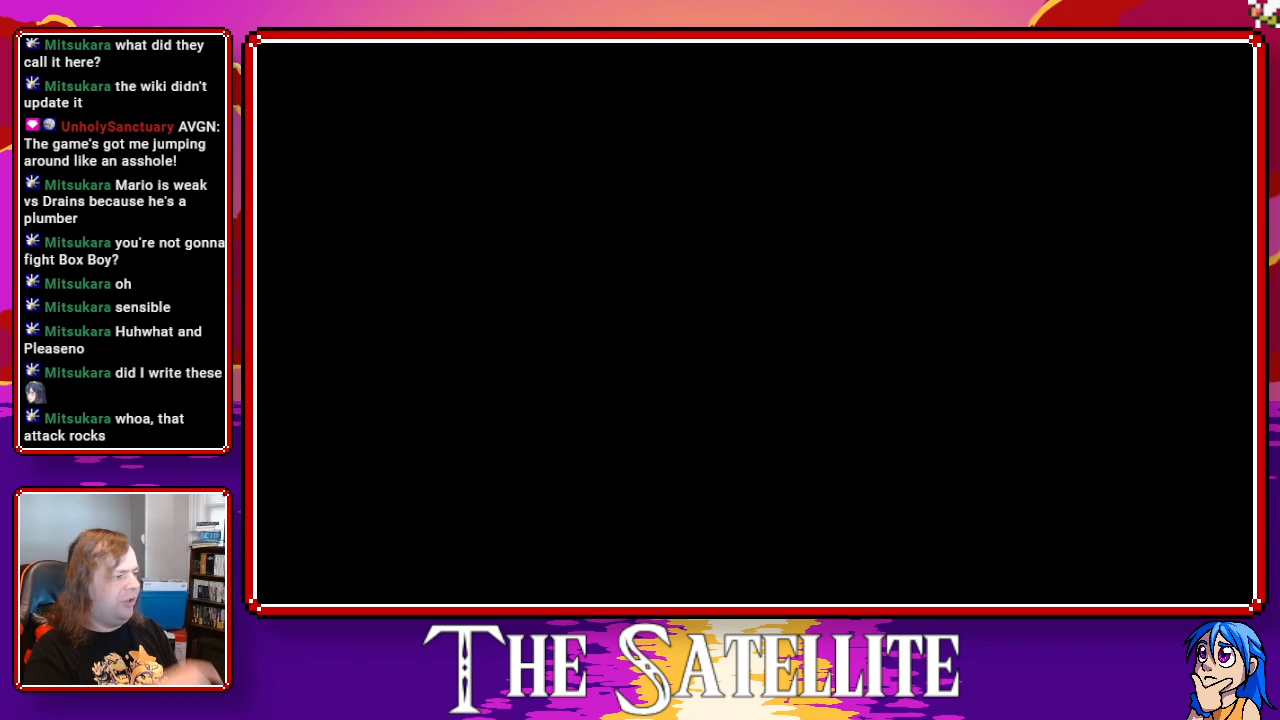 Mitsukara what did they
call it here?
Mitsukara the wiki didn't
update it
UnholySanctuary AVGN:
The game's got me jumping
around like an asshole!
Mitsukara Mario is weak
vs Drains because he's a
plumber
Mitsukara you're not gonna
fight Box Boy?
Mitsukara oh
Mitsukara sensible
Mitsukara Huhwhat and
Pleaseno
Mitsukara did I write these
Mitsukara whoa, that
attack rocks
THE SATELLITE